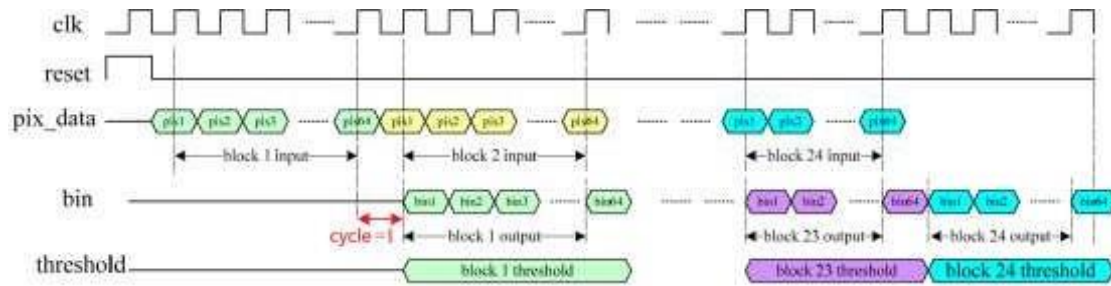 clk
reset
pix_data pix1 pix2 pix3 pix64 pix1 pix2 pix3 pix64 pix1 pix2 pix64
block 1 input block 2 input block 24 input
bin bin1 bin2 bin3 bin64 bin1 bin2 bin64 bin1 bin2 bin64
cycle=1 block 1 output block 23 output block 24 output
threshold block 1 threshold block 23 threshold block 24 threshold